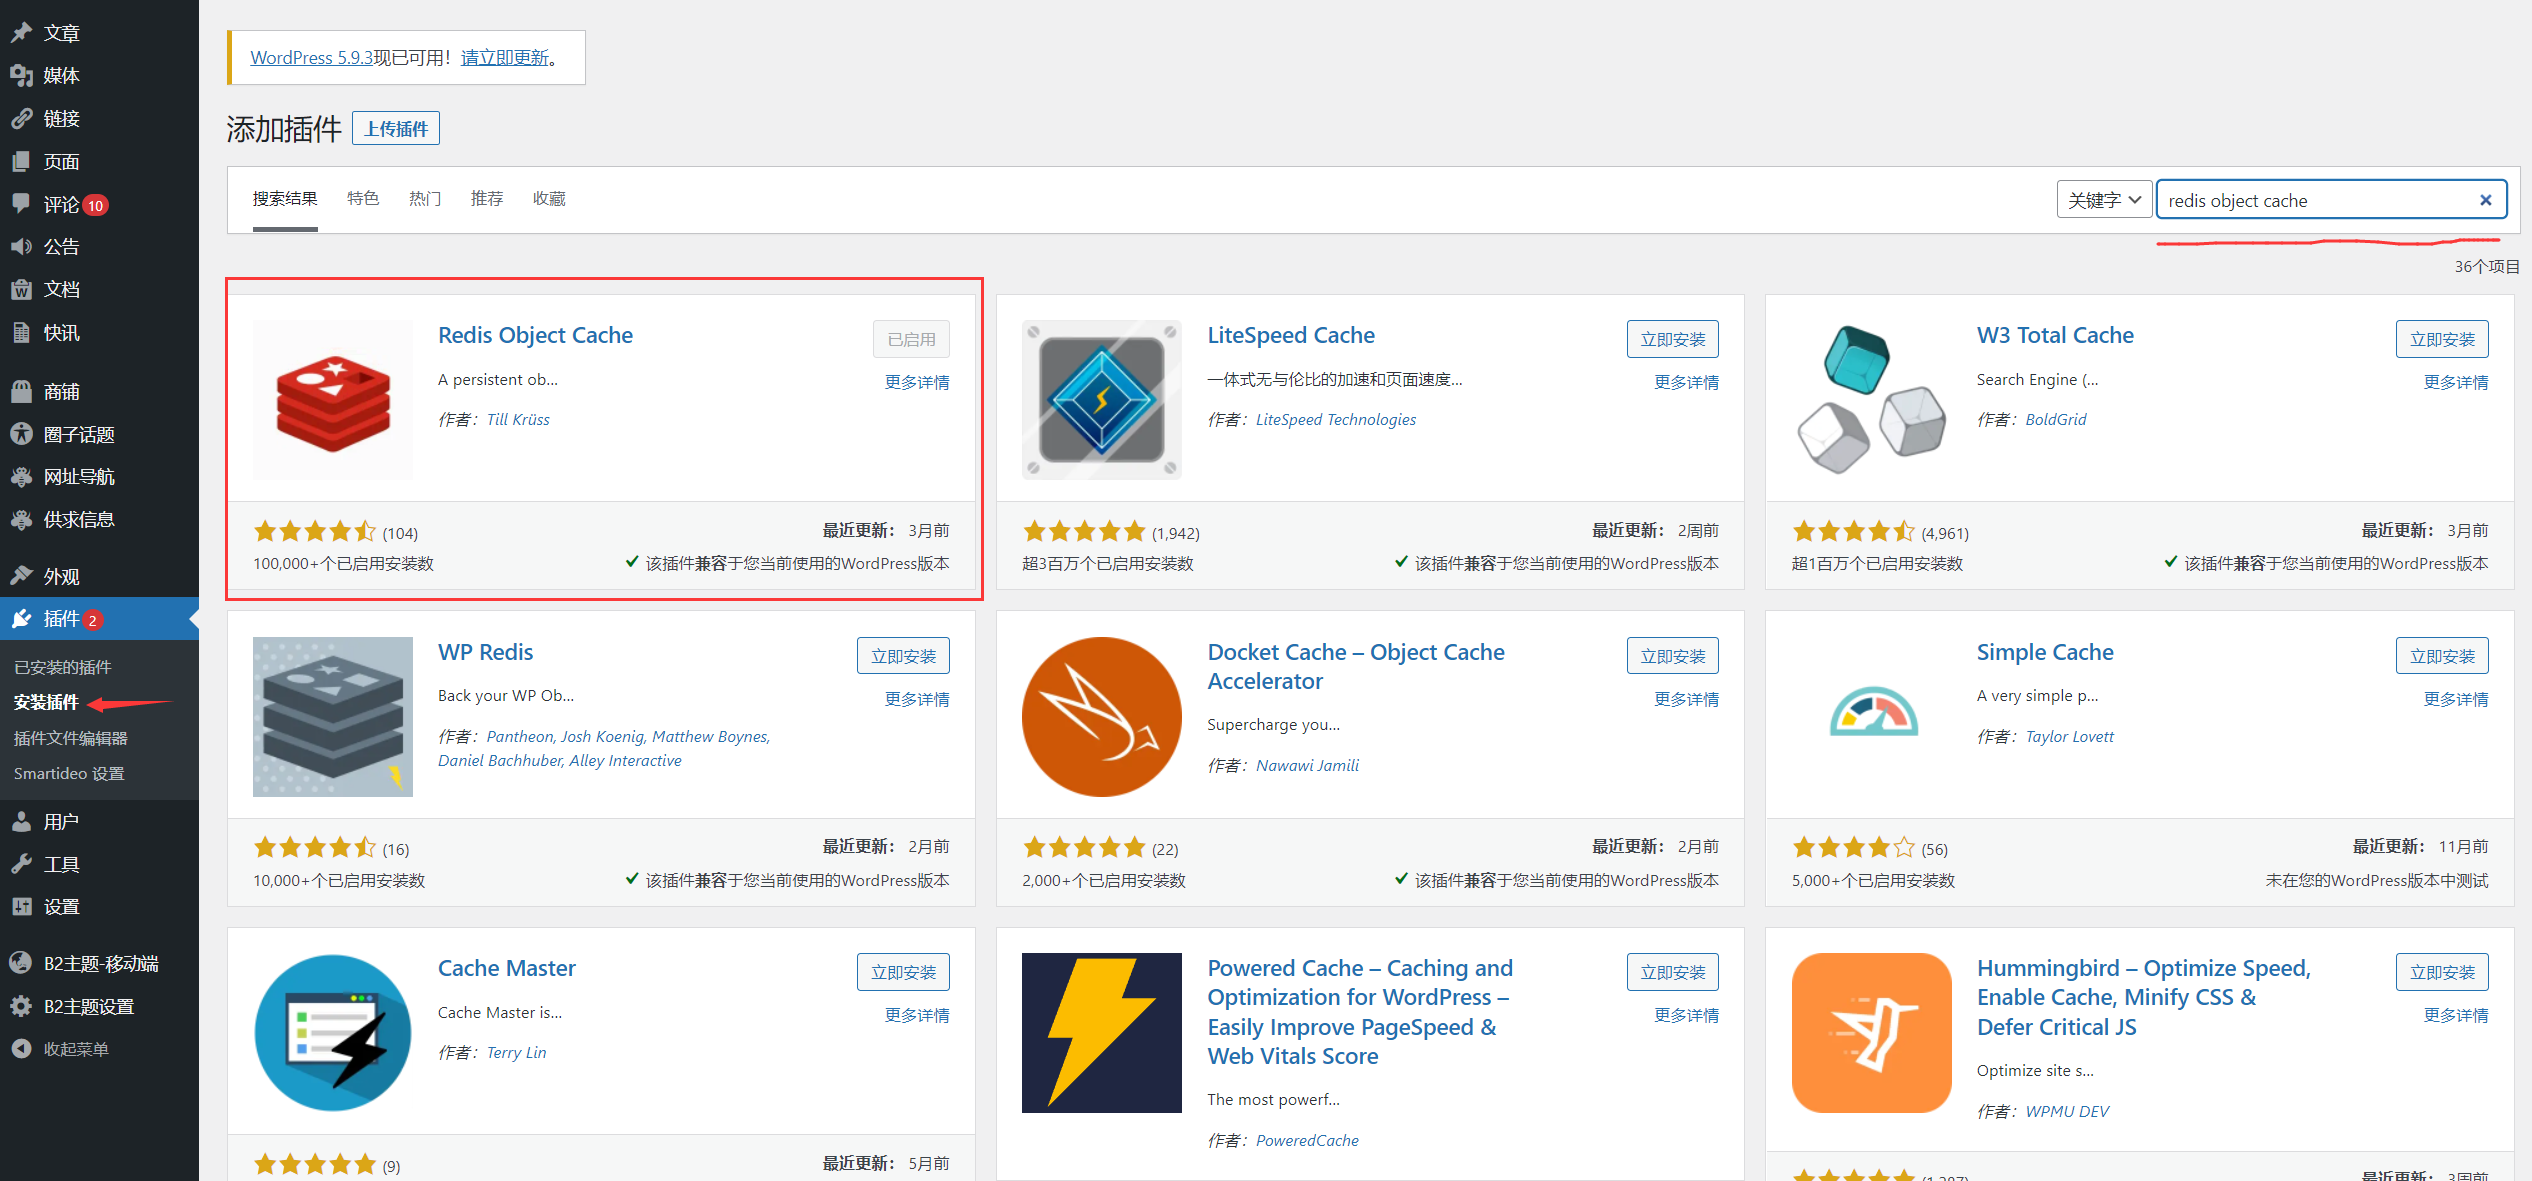 文章
媒体
链接
页面
评论 10
公告
文档
快讯
商铺
圈子话题
网址导航
供求信息
外观
插件 2
已安装的插件
安装插件
插件文件编辑器
Smartideo 设置
用户
工具
设置
B2主题-移动端
B2主题设置
收起菜单
WordPress 5.9.3现已可用！请立即更新。
添加插件 上传插件
搜索结果 特色 热门 推荐 收藏
关键字 redis object cache
36个项目
Redis Object Cache
已启用
更多详情
A persistent ob...
作者：Till Krüss
(104)
最近更新： 3月前
100,000+个已启用安装数
该插件兼容于您当前使用的WordPress版本
LiteSpeed Cache
立即安装
更多详情
一体式无与伦比的加速和页面速度...
作者：LiteSpeed Technologies
(1,942)
最近更新： 2周前
超3百万个已启用安装数
该插件兼容于您当前使用的WordPress版本
W3 Total Cache
立即安装
更多详情
Search Engine (...
作者：BoldGrid
(4,961)
最近更新： 3月前
超1百万个已启用安装数
该插件兼容于您当前使用的WordPress版本
WP Redis
立即安装
更多详情
Back your WP Ob...
作者：Pantheon, Josh Koenig, Matthew Boynes,
Daniel Bachhuber, Alley Interactive
(16)
最近更新： 2月前
10,000+个已启用安装数
该插件兼容于您当前使用的WordPress版本
Docket Cache – Object Cache
Accelerator
立即安装
更多详情
Supercharge you...
作者：Nawawi Jamili
(22)
最近更新： 2月前
2,000+个已启用安装数
该插件兼容于您当前使用的WordPress版本
Simple Cache
立即安装
更多详情
A very simple p...
作者：Taylor Lovett
(56)
最近更新： 11月前
5,000+个已启用安装数
未在您的WordPress版本中测试
Cache Master
立即安装
更多详情
Cache Master is...
作者：Terry Lin
(9)
最近更新： 5月前
Powered Cache – Caching and
Optimization for WordPress –
Easily Improve PageSpeed &
Web Vitals Score
立即安装
更多详情
The most powerf...
作者：PoweredCache
Hummingbird – Optimize Speed,
Enable Cache, Minify CSS &
Defer Critical JS
立即安装
更多详情
Optimize site s...
作者：WPMU DEV
最近更新： 3周前